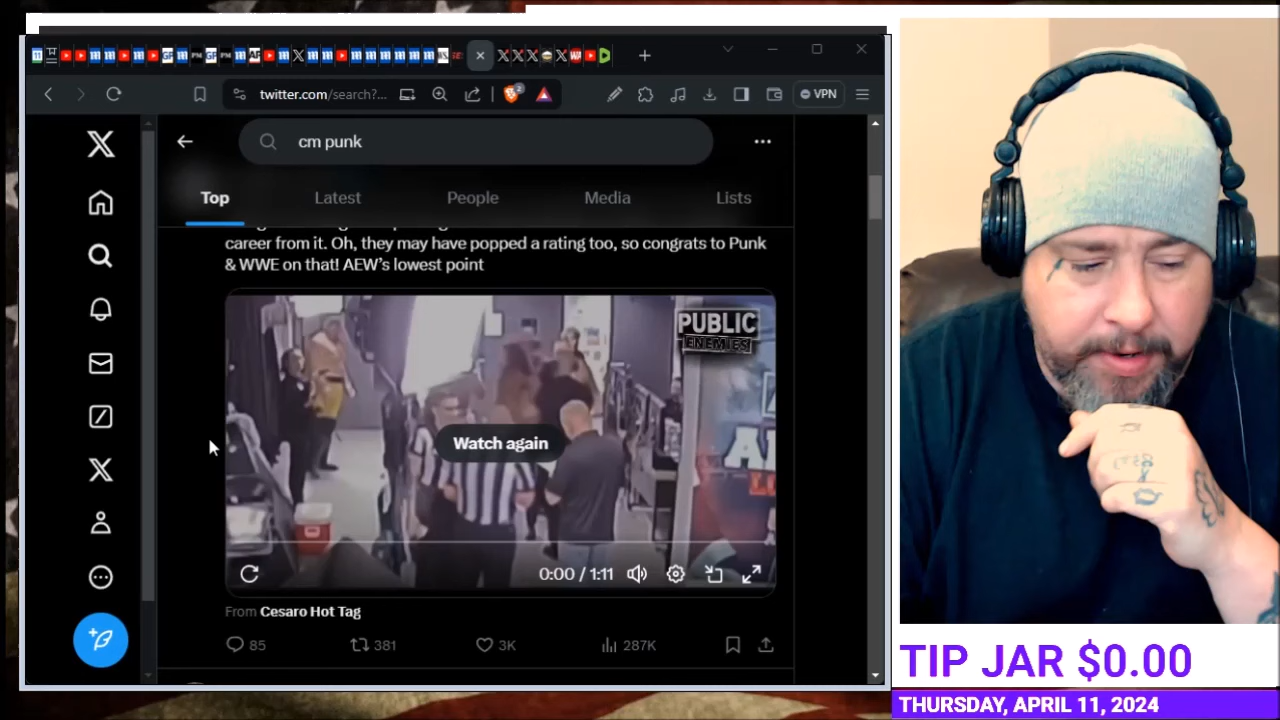 twitter.com/search?...
2
VPN
cm punk
Top
Latest
People
Media
Lists
career from it. Oh, they may have popped a rating too, so congrats to Punk
& WWE on that! AEW's lowest point
PUBLIC
ENEMIES
Watch again
0:00 / 1:11
From Cesaro Hot Tag
85
381
3K
287K
TIP JAR $0.00
THURSDAY, APRIL 11, 2024